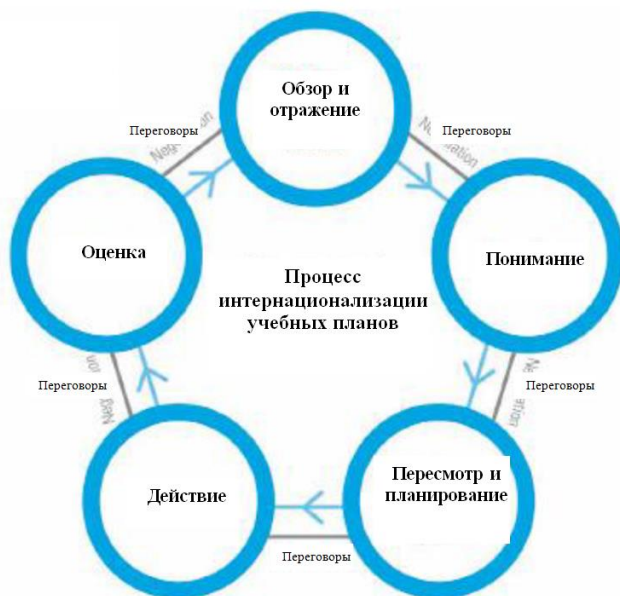 Обзор и
отражение
Переговоры
Переговоры
Оценка
Понимание
Процесс
интернационализации
учебных планов
Переговоры
Переговоры
Действие
Пересмотр и
планирование
Переговоры